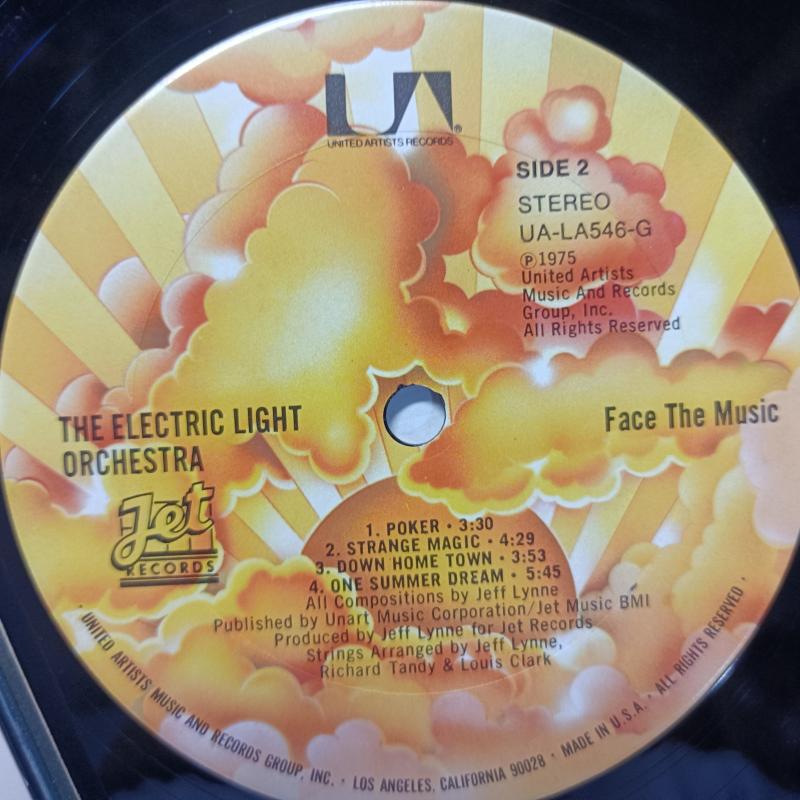 UA®
UNITED ARTISTS RECORDS
SIDE 2
STEREO
UA-LA546-G
℗1975
United Artists
Music And Records
Group, Inc.
All Rights Reserved
THE ELECTRIC LIGHT
ORCHESTRA
Face The Music
Jet
RECORDS
1. POKER • 3:30
2. STRANGE MAGIC • 4:29
3. DOWN HOME TOWN • 3:53
4. ONE SUMMER DREAM • 5:45
All Compositions by Jeff Lynne
Published by Unart Music Corporation/Jet Music BMI
Produced by Jeff Lynne for Jet Records
Strings Arranged by Jeff Lynne,
Richard Tandy & Louis Clark
• UNITED ARTISTS MUSIC AND RECORDS GROUP, INC. • LOS ANGELES, CALIFORNIA 90028 • MADE IN U.S.A. • ALL RIGHTS RESERVED •